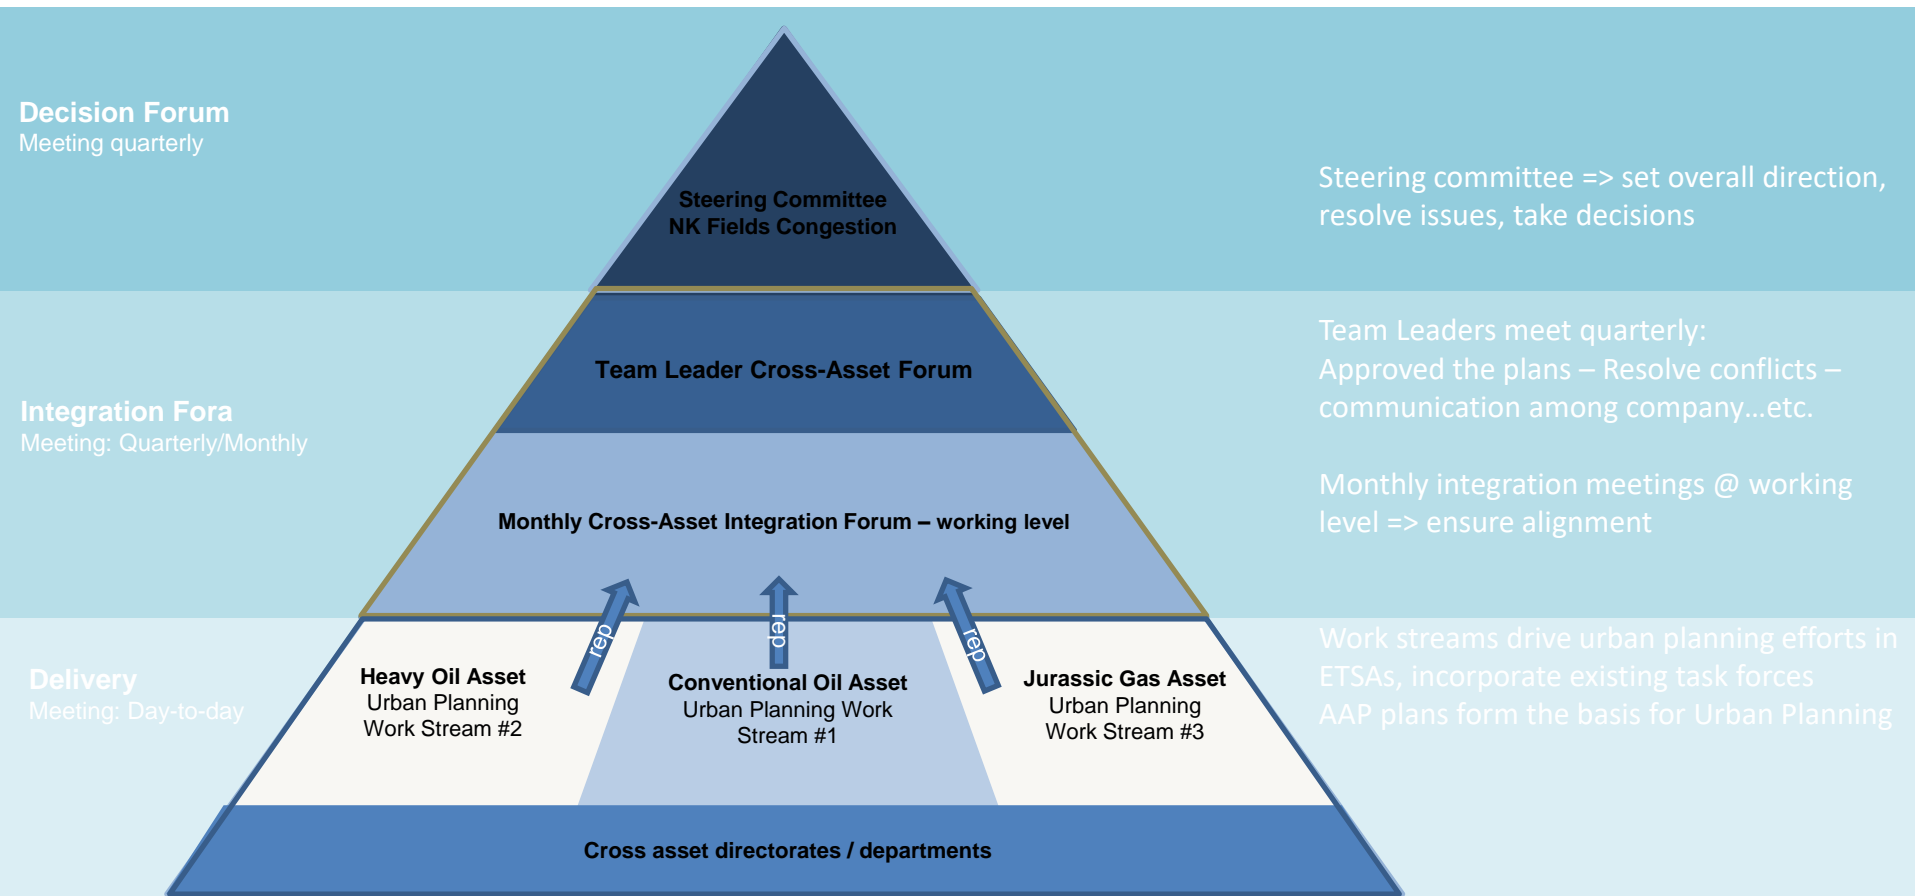 Decision Forum
Meeting quarterly
Steering Committee
NK Fields Congestion
Steering committee => set overall direction,
resolve issues, take decisions
Integration Fora
Meeting: Quarterly/Monthly
Team Leader Cross-Asset Forum
Monthly Cross-Asset Integration Forum – working level
Team Leaders meet quarterly:
Approved the plans – Resolve conflicts –
communication among company...etc.
Monthly integration meetings @ working
level => ensure alignment
Delivery
Meeting: Day-to-day
rep
rep
rep
Heavy Oil Asset
Urban Planning
Work Stream #2
Conventional Oil Asset
Urban Planning Work
Stream #1
Jurassic Gas Asset
Urban Planning
Work Stream #3
Work streams drive urban planning efforts in
ETSAs, incorporate existing task forces
AAP plans form the basis for Urban Planning
Cross asset directorates / departments